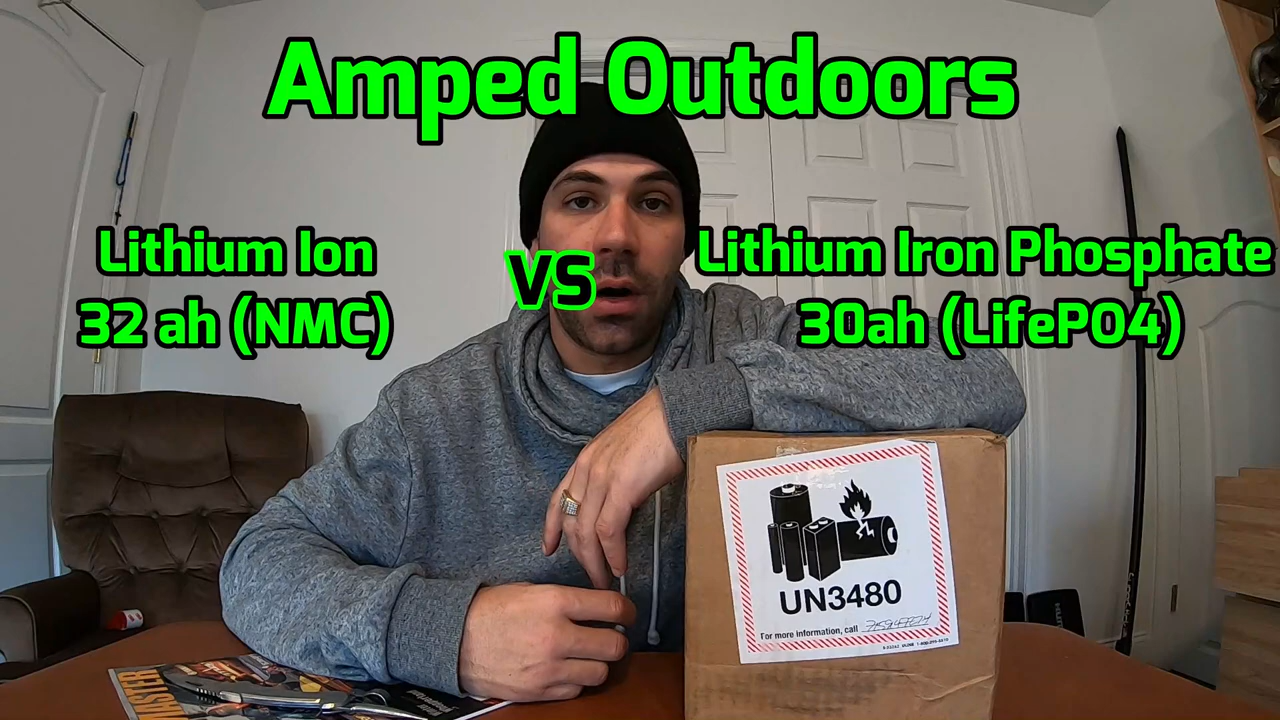 Amped Outdoors
Lithium Ion
32 ah (NMC)
VS
Lithium Iron Phosphate
30ah (LifePO4)
UN3480
For more information, call